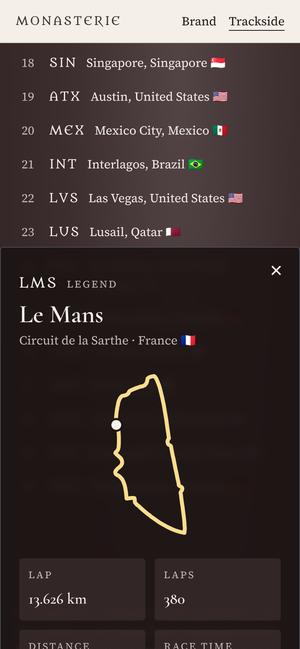 MONASTERIE
Brand Trackside
18 SIN Singapore, Singapore 🇸🇬
19 ATX Austin, United States 🇺🇸
20 MEX Mexico City, Mexico 🇲🇽
21 INT Interlagos, Brazil 🇧🇷
22 LVS Las Vegas, United States 🇺🇸
23 LUS Lusail, Qatar 🇶🇦
×
LMS LEGEND
Le Mans
Circuit de la Sarthe · France 🇫🇷
LAP
13.626 km
LAPS
380
DISTANCE
RACE TIME